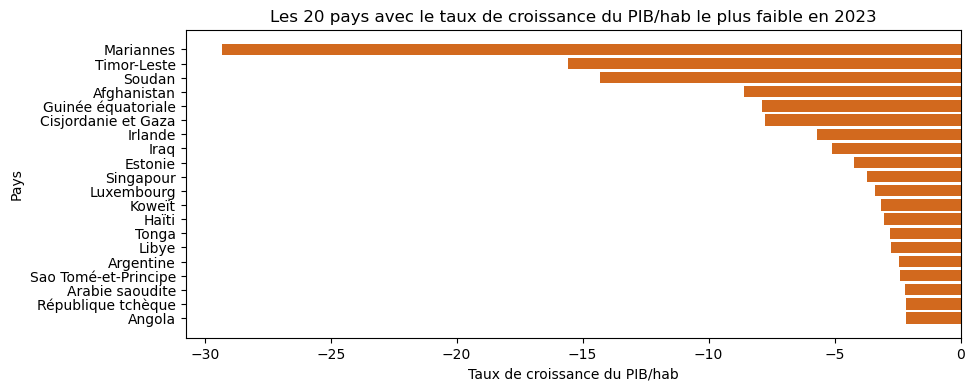 Les 20 pays avec le taux de croissance du PIB/hab le plus faible en 2023
Pays
Mariannes
Timor-Leste
Soudan
Afghanistan
Guinée équatoriale
Cisjordanie et Gaza
Irlande
Iraq
Estonie
Singapour
Luxembourg
Koweït
Haïti
Tonga
Libye
Argentine
Sao Tomé-et-Principe
Arabie saoudite
République tchèque
Angola
−30 −25 −20 −15 −10 −5 0
Taux de croissance du PIB/hab